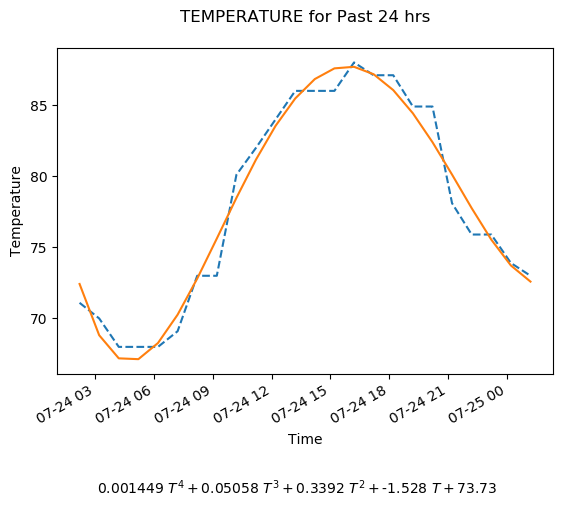 TEMPERATURE for Past 24 hrs
Temperature
85
80
75
70
07-24 03 07-24 06 07-24 09 07-24 12 07-24 15 07-24 18 07-24 21 07-25 00
Time
0.001449 T⁴ + 0.05058 T³ + 0.3392 T² + -1.528 T + 73.73